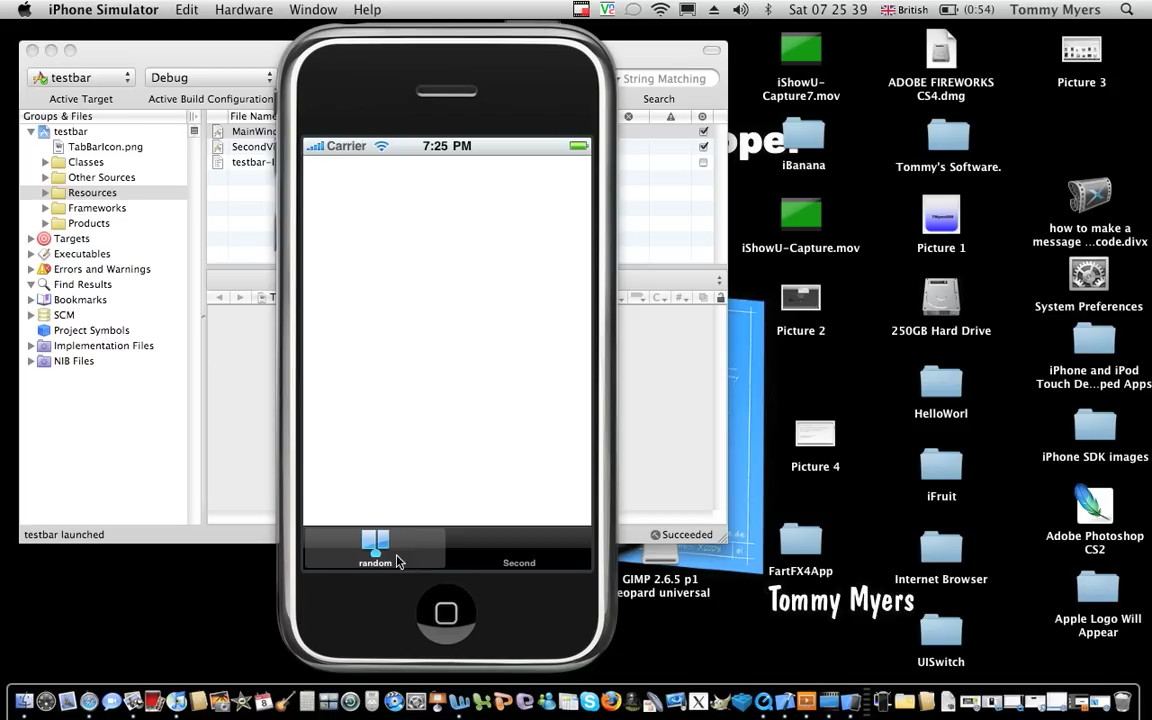 iPhone Simulator Edit Hardware Window Help
V2
Sat 07 25 39 British (0:54) Tommy Myers
testbar Debug String Matching
Active Target Active Build Configuration Search
Groups & Files File Name
testbar MainWind
TabBarIcon.png SecondVi
Classes testbar-I
Other Sources
Resources
Frameworks
Products
Targets
Executables
Errors and Warnings
Find Results
Bookmarks
SCM
Project Symbols
Implementation Files
NIB Files
testbar launched
Succeeded
Carrier 7:25 PM
random Second
C #
oper
iShowU-
Capture7.mov
ADOBE FIREWORKS
CS4.dmg
Picture 3
iBanana
Tommy's Software.
iShowU-Capture.mov
Picture 1
how to make a
message ...code.divx
System Preferences
Picture 2
250GB Hard Drive
iPhone and iPod
Touch De...ped Apps
HelloWorl
Picture 4
iFruit
iPhone SDK images
Adobe Photoshop
CS2
FartFX4App
Internet Browser
GIMP 2.6.5 p1
eopard universal
Tommy Myers
Apple Logo Will
Appear
UISwitch